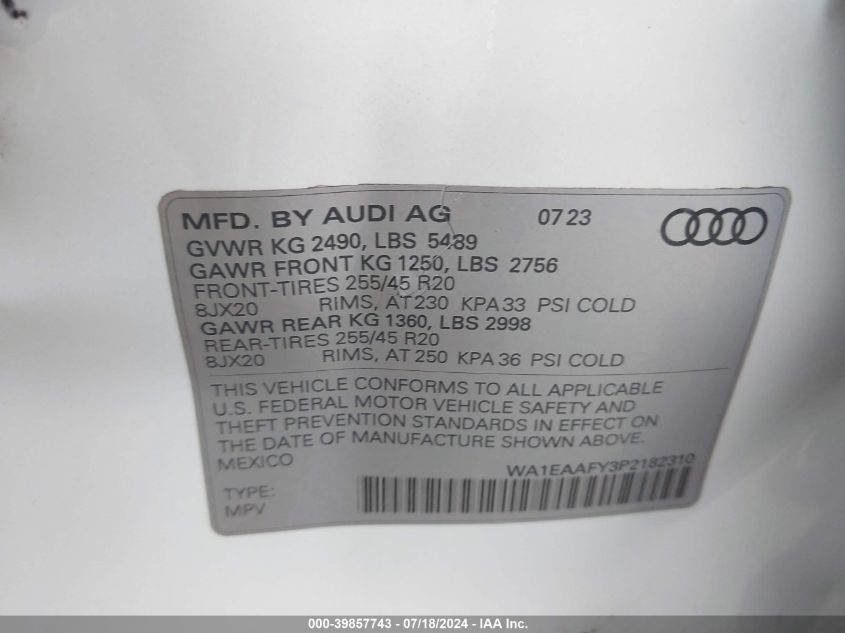 MFD. BY AUDI AG 07 23
GVWR KG 2490, LBS 5489
GAWR FRONT KG 1250, LBS 2756
FRONT-TIRES 255/45 R20
8JX20 RIMS, AT 230 KPA 33 PSI COLD
GAWR REAR KG 1360, LBS 2998
REAR-TIRES 255/45 R20
8JX20 RIMS, AT 250 KPA 36 PSI COLD
THIS VEHICLE CONFORMS TO ALL APPLICABLE
U.S. FEDERAL MOTOR VEHICLE SAFETY AND
THEFT PREVENTION STANDARDS IN EFFECT ON
THE DATE OF MANUFACTURE SHOWN ABOVE.
MEXICO
WA1EAAFY3P2182310
TYPE:
MPV
000-39857743 - 07/18/2024 - IAA Inc.